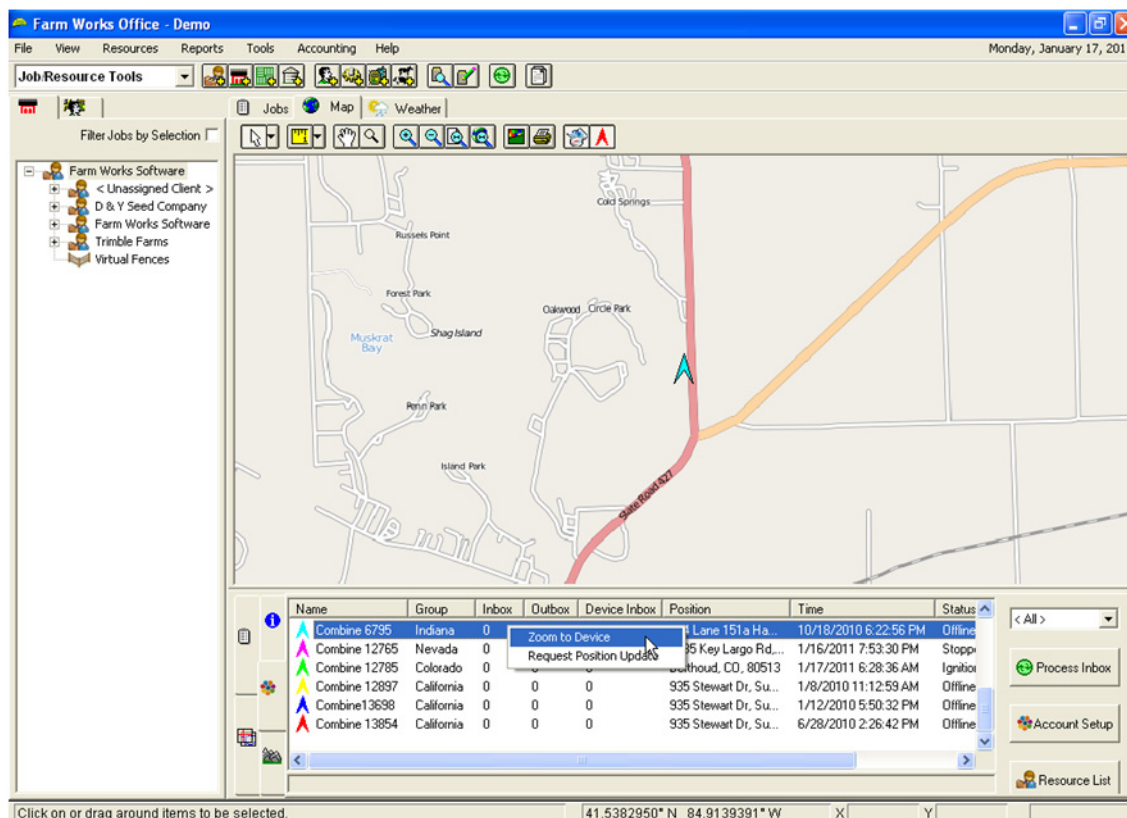 Farm Works Office - Demo
File View Resources Reports Tools Accounting Help Monday, January 17, 201
Job/Resource Tools
Jobs Map Weather
Filter Jobs by Selection
Farm Works Software
< Unassigned Client >
D & Y Seed Company
Farm Works Software
Trimble Farms
Virtual Fences
Cold Springs
Russels Point
Forest Park
Oakwood Circle Park
Muskrat
Bay
Shag Island
Penn Park
Island Park
State Road 427
Name Group Inbox Outbox Device Inbox Position Time Status
< All >
Combine 6795 Indiana 0 Lane 151a Ha... 10/18/2010 6:22:56 PM Offline
Zoom to Device
Combine 12765 Nevada 0 35 Key Largo Rd,... 1/16/2011 7:53:30 PM Stopp
Request Position Update
Combine 12785 Colorado 0 CO, 80513 1/17/2011 6:28:36 AM Ignitio
Process Inbox
Combine 12897 California 0 0 0 935 Stewart Dr, Su... 1/8/2010 11:12:59 AM Offline
Combine13698 California 0 0 0 935 Stewart Dr, Su... 1/12/2010 5:50:32 PM Offline
Combine 13854 California 0 0 0 935 Stewart Dr, Su... 6/28/2010 2:26:42 PM Offline
Account Setup
Resource List
Click on or drag around items to be selected. 41.5382950° N 84.9139391° W X Y